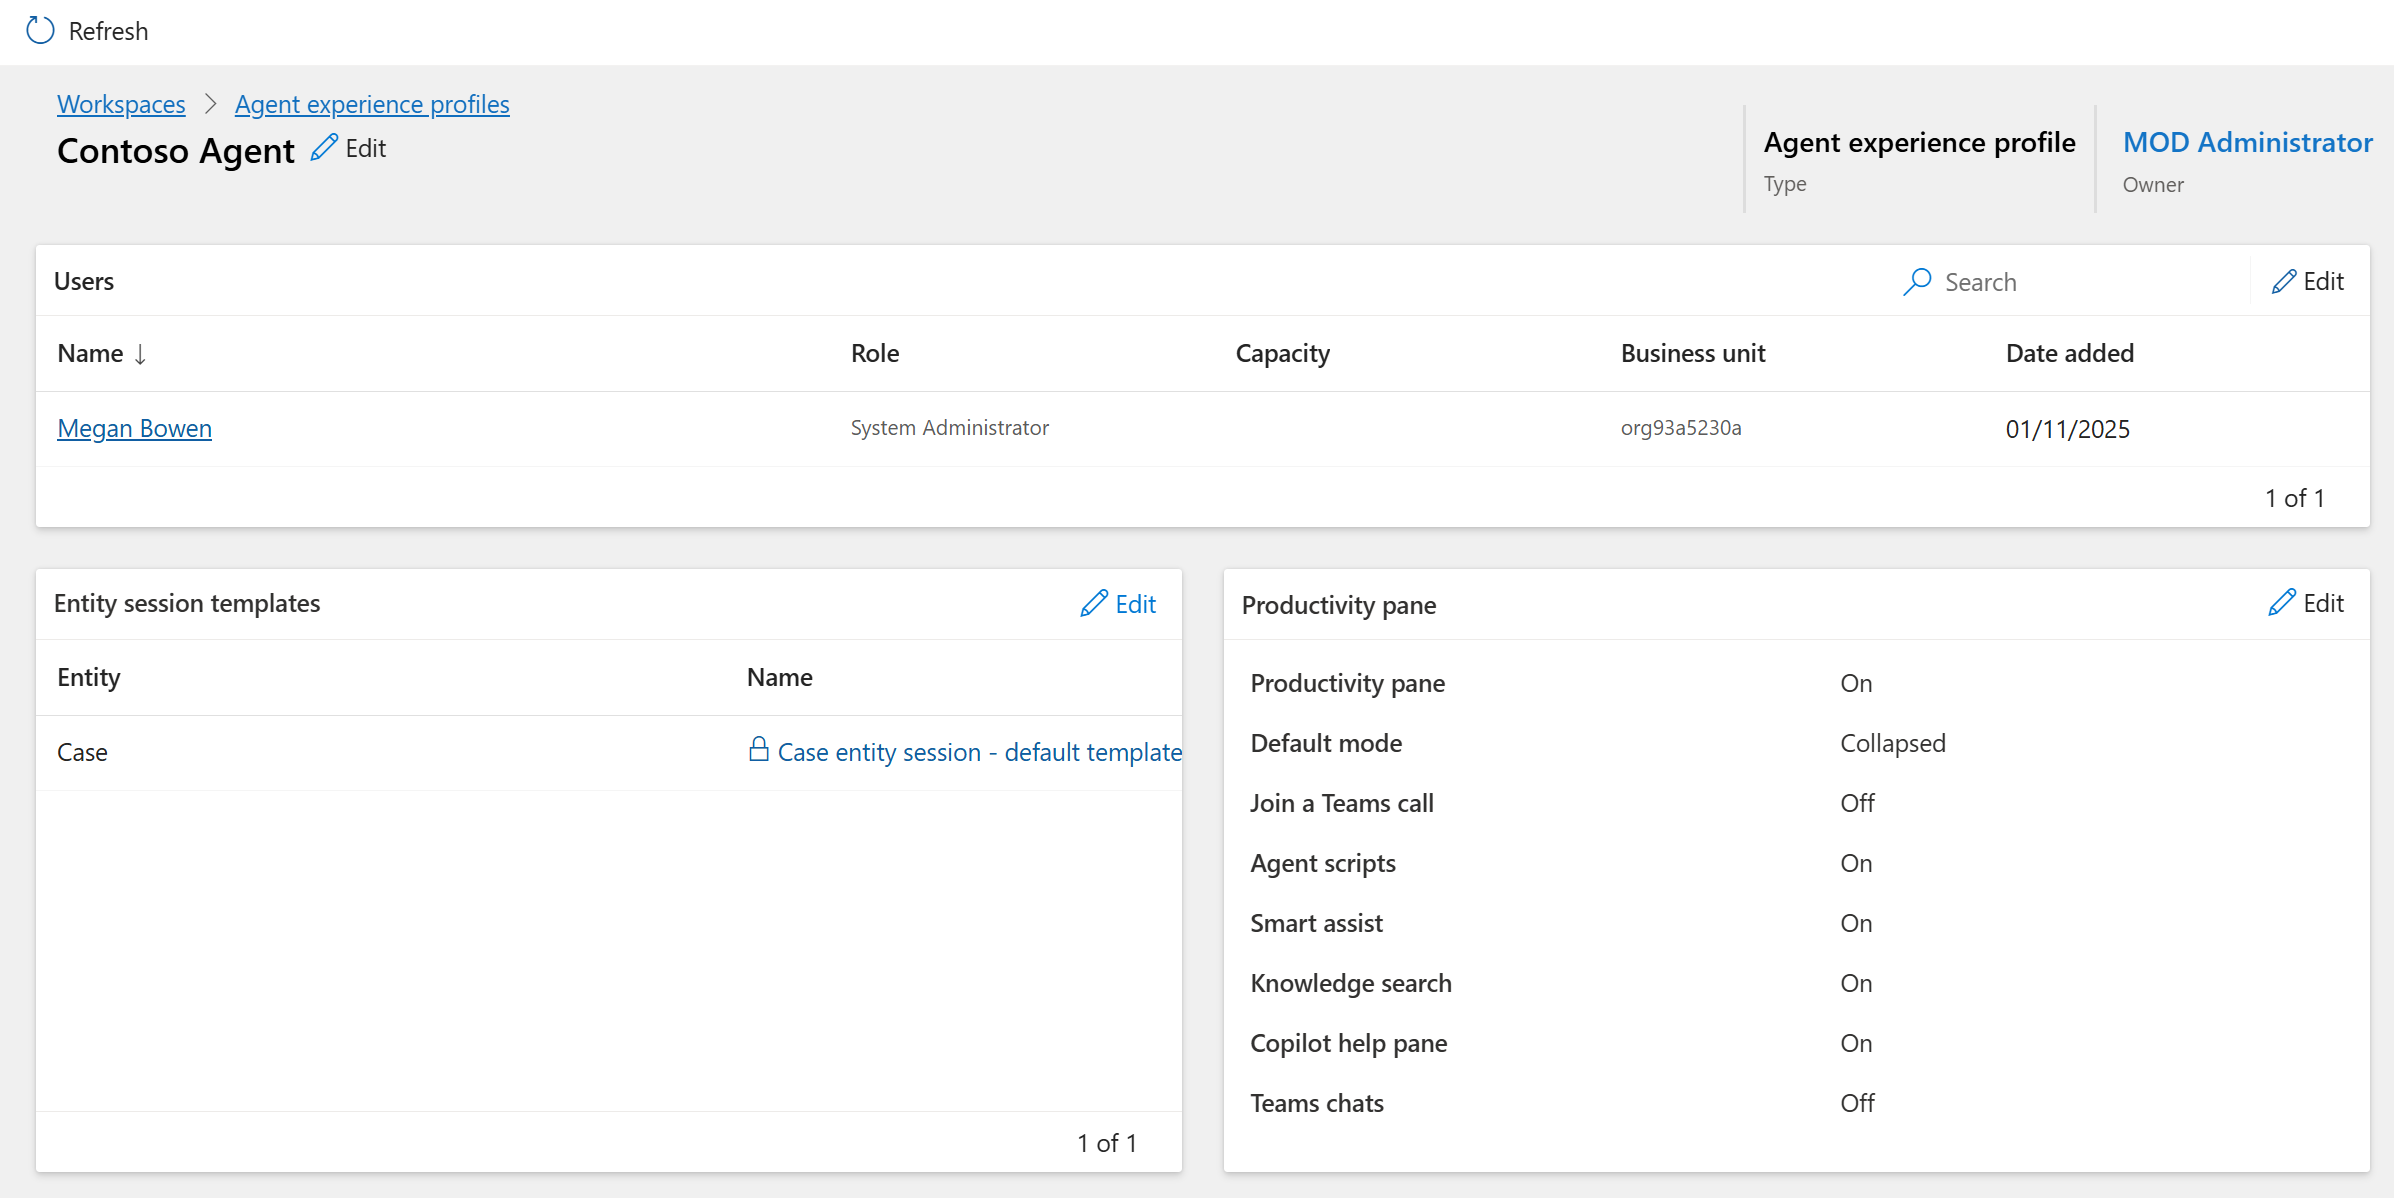 Refresh
Workspaces > Agent experience profiles
Contoso Agent Edit
Agent experience profile
Type
MOD Administrator
Owner
Users Search Edit
Name ↓ Role Capacity Business unit Date added
Megan Bowen System Administrator org93a5230a 01/11/2025
1 of 1
Entity session templates Edit
Entity Name
Case Case entity session - default template
1 of 1
Productivity pane Edit
Productivity pane On
Default mode Collapsed
Join a Teams call Off
Agent scripts On
Smart assist On
Knowledge search On
Copilot help pane On
Teams chats Off